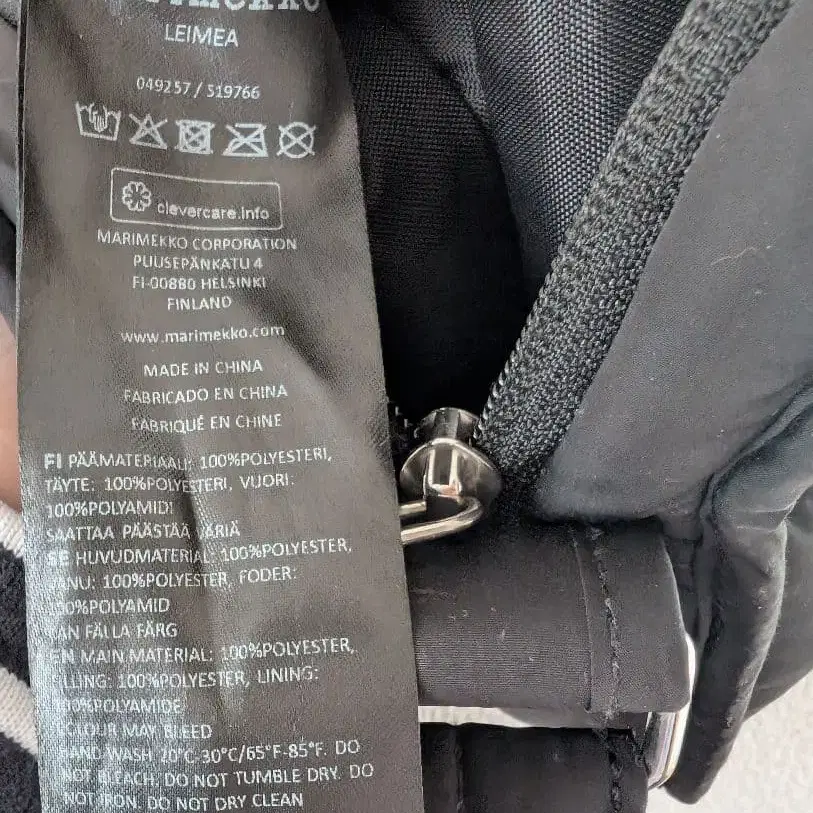 LEIMEA
049257 / 519766
clevercare.info
MARIMEKKO CORPORATION
PUUSEPÄNKATU 4
FI-00880 HELSINKI
FINLAND
www.marimekko.com
MADE IN CHINA
FABRICADO EN CHINA
FABRIQUÉ EN CHINE
FI PÄÄMATERIAALI: 100%POLYESTERI,
TÄYTE: 100%POLYESTERI, VUORI:
100%POLYAMIDI
SAATTAA PÄÄSTÄÄ VÄRIÄ
SE HUVUDMATERIAL: 100%POLYESTER,
100%POLYESTER, FODER:
100%POLYAMID
KAN FÄLLA FÄRG
EN MAIN MATERIAL: 100%POLYESTER,
FILLING: 100%POLYESTER, LINING:
100%POLYAMIDE
COLOUR MAY BLEED
HAND WASH 20°C-30°C/65°F-85°F. DO
NOT BLEACH. DO NOT TUMBLE DRY. DO
NOT IRON. DO NOT DRY CLEAN